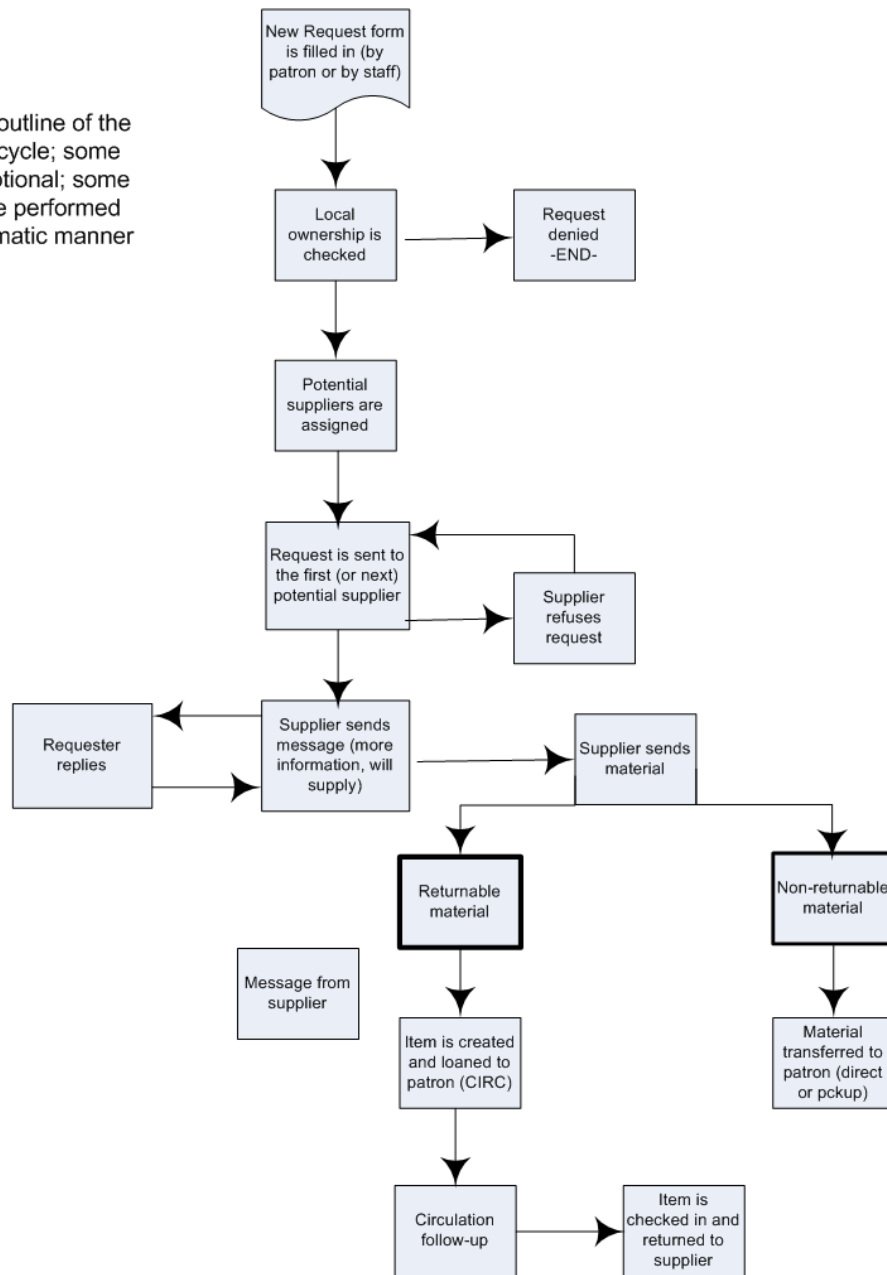 New Request form
is filled in (by
patron or by staff)
outline of the
cycle; some
some
performed
manner
Local
ownership is
checked
Request
denied
-END-
Potential
suppliers are
assigned
Request is sent to
the first (or next)
potential supplier
Supplier
refuses
request
Requester
replies
Supplier sends
message (more
information, will
supply)
Supplier sends
material
Returnable
material
Non-returnable
material
Message from
supplier
Item is created
and loaned to
patron (CIRC)
Material
transferred to
patron (direct
or pckup)
Circulation
follow-up
Item is
checked in and
returned to
supplier